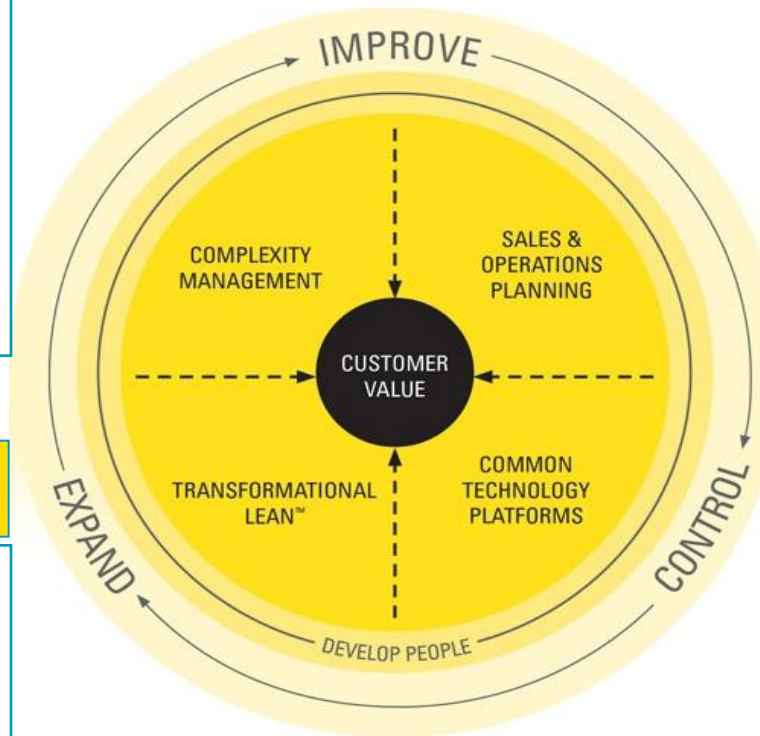 IMPROVE
COMPLEXITY
MANAGEMENT
SALES &
OPERATIONS
PLANNING
CUSTOMER
VALUE
TRANSFORMATIONAL
LEAN™
COMMON
TECHNOLOGY
PLATFORMS
EXPAND
CONTROL
DEVELOP PEOPLE